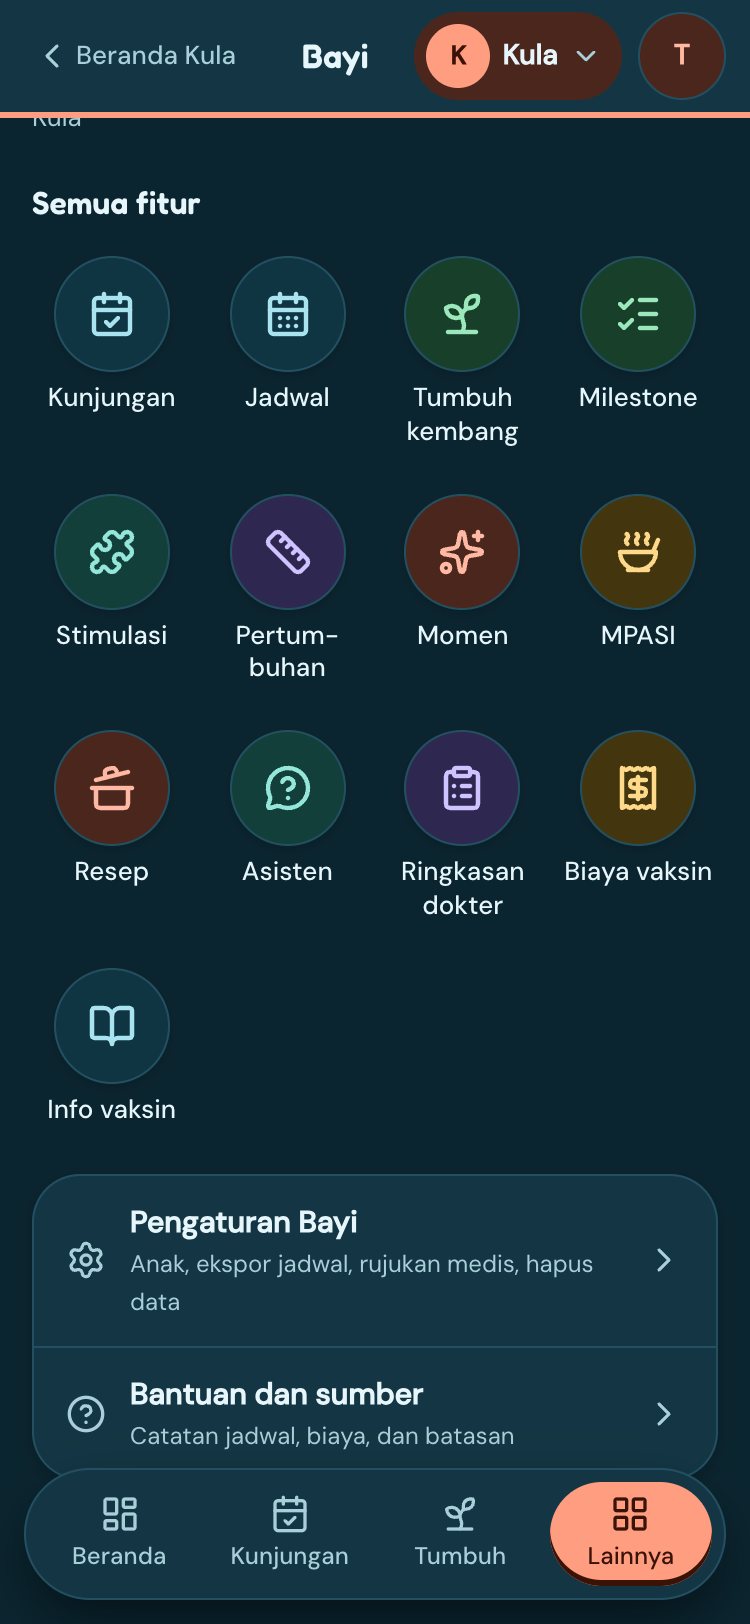 Beranda Kula
Bayi
K
Kula
T
Kula
Semua fitur
Kunjungan
Jadwal
Tumbuh
kembang
Milestone
Stimulasi
Pertum-
buhan
Momen
MPASI
Resep
Asisten
Ringkasan
dokter
Biaya vaksin
Info vaksin
Pengaturan Bayi
Anak, ekspor jadwal, rujukan medis, hapus
data
Bantuan dan sumber
Catatan jadwal, biaya, dan batasan
Beranda
Kunjungan
Tumbuh
Lainnya